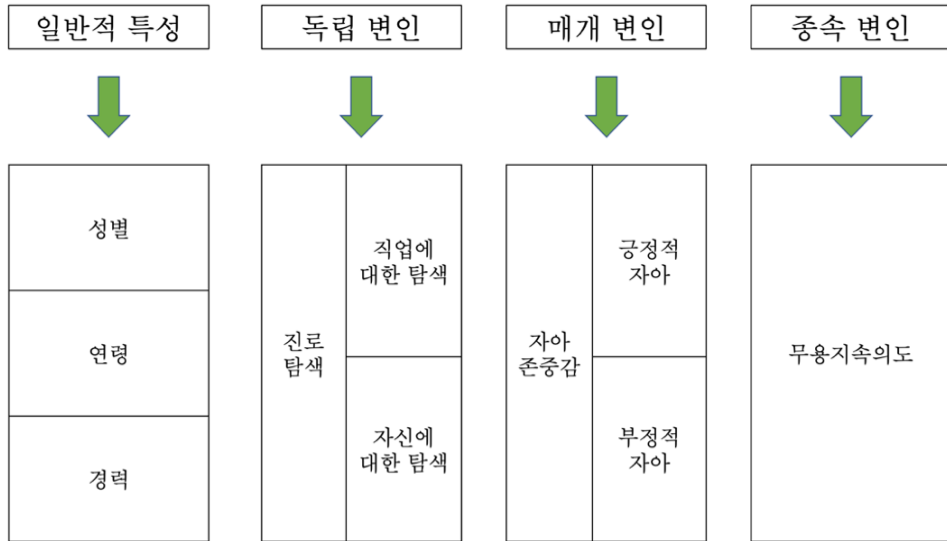 일반적 특성
독립 변인
매개 변인
종속 변인
성별
연령
경력
진로
탐색
직업에
대한 탐색
자신에
대한 탐색
자아
존중감
긍정적
자아
부정적
자아
무용지속의도